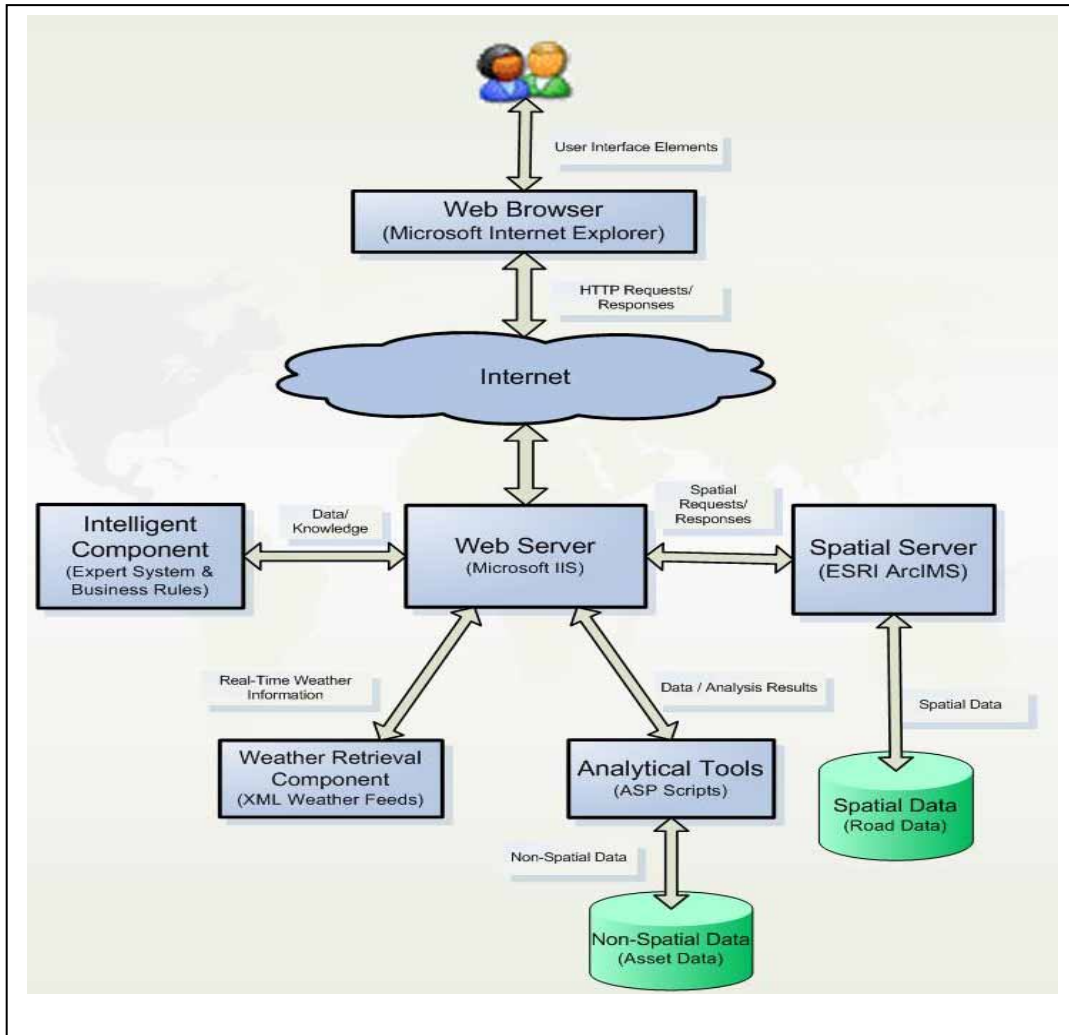 User Interface Elements
Web Browser
(Microsoft Internet Explorer)
HTTP Requests/
Responses
Internet
Intelligent
Component
(Expert System &
Business Rules)
Data/
Knowledge
Web Server
(Microsoft IIS)
Spatial
Requests/
Responses
Spatial Server
(ESRI ArcIMS)
Real-Time Weather
Information
Data / Analysis Results
Spatial Data
Weather Retrieval
Component
(XML Weather Feeds)
Analytical Tools
(ASP Scripts)
Spatial Data
(Road Data)
Non-Spatial Data
Non-Spatial Data
(Asset Data)